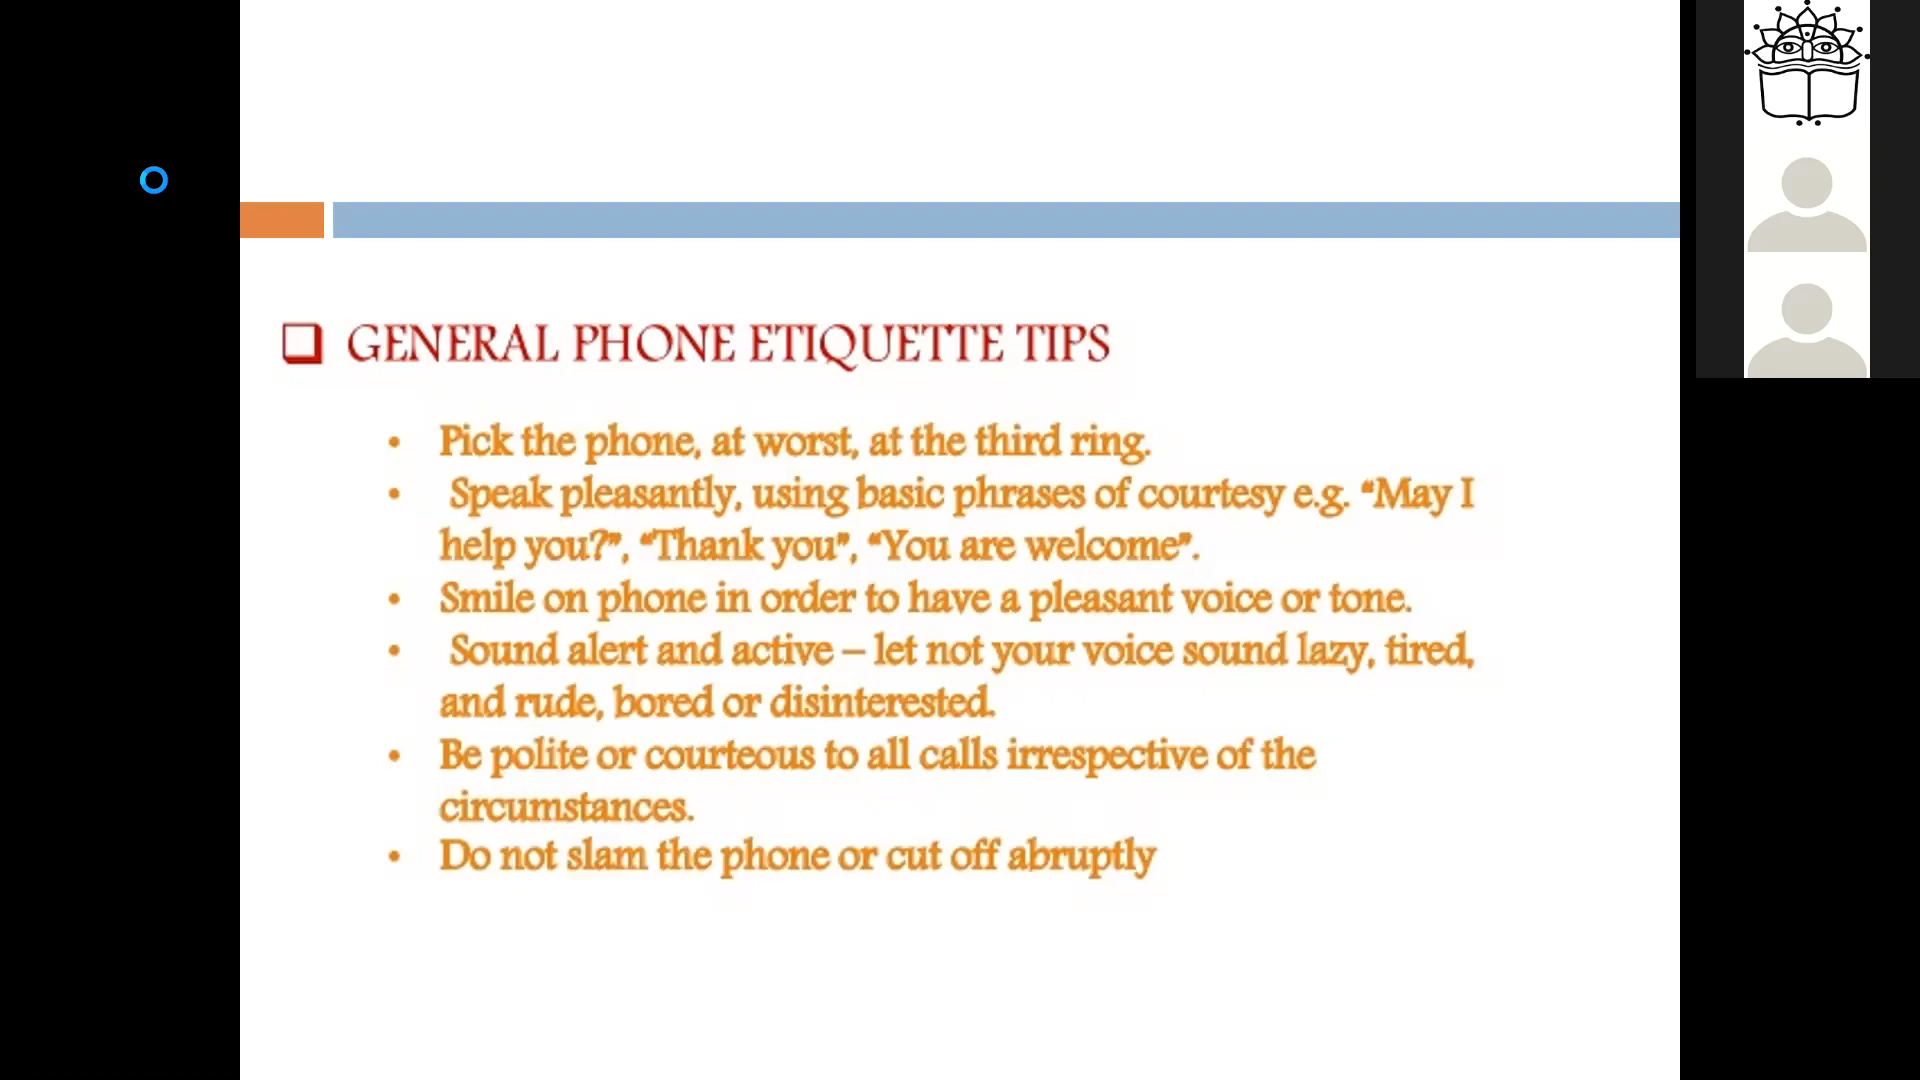 GENERAL PHONE ETIQUETTE TIPS
• Pick the phone, at worst, at the third ring.
• Speak pleasantly, using basic phrases of courtesy e.g. “May I
help you?”, “Thank you”, “You are welcome”.
• Smile on phone in order to have a pleasant voice or tone.
• Sound alert and active – let not your voice sound lazy, tired,
and rude, bored or disinterested.
• Be polite or courteous to all calls irrespective of the
circumstances.
• Do not slam the phone or cut off abruptly